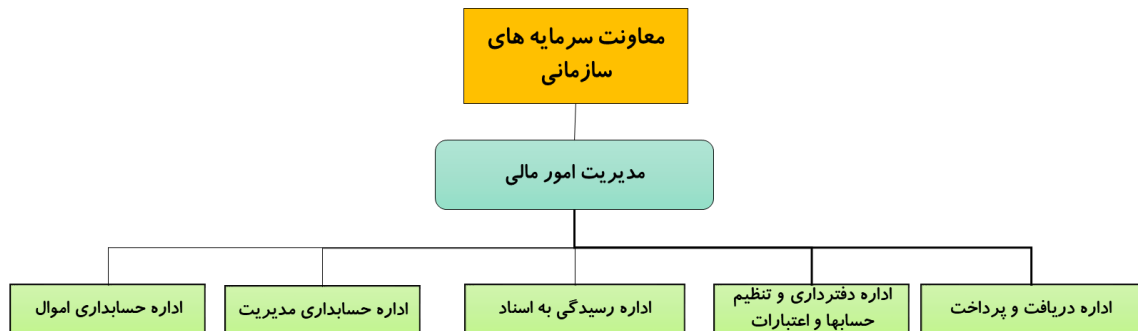 معاونت سرمایه های
سازمانی
مدیریت امور مالی
اداره دریافت و پرداخت
اداره دفترداری و تنظیم
حسابها و اعتبارات
اداره رسیدگی به اسناد
اداره حسابداری مدیریت
اداره حسابداری اموال